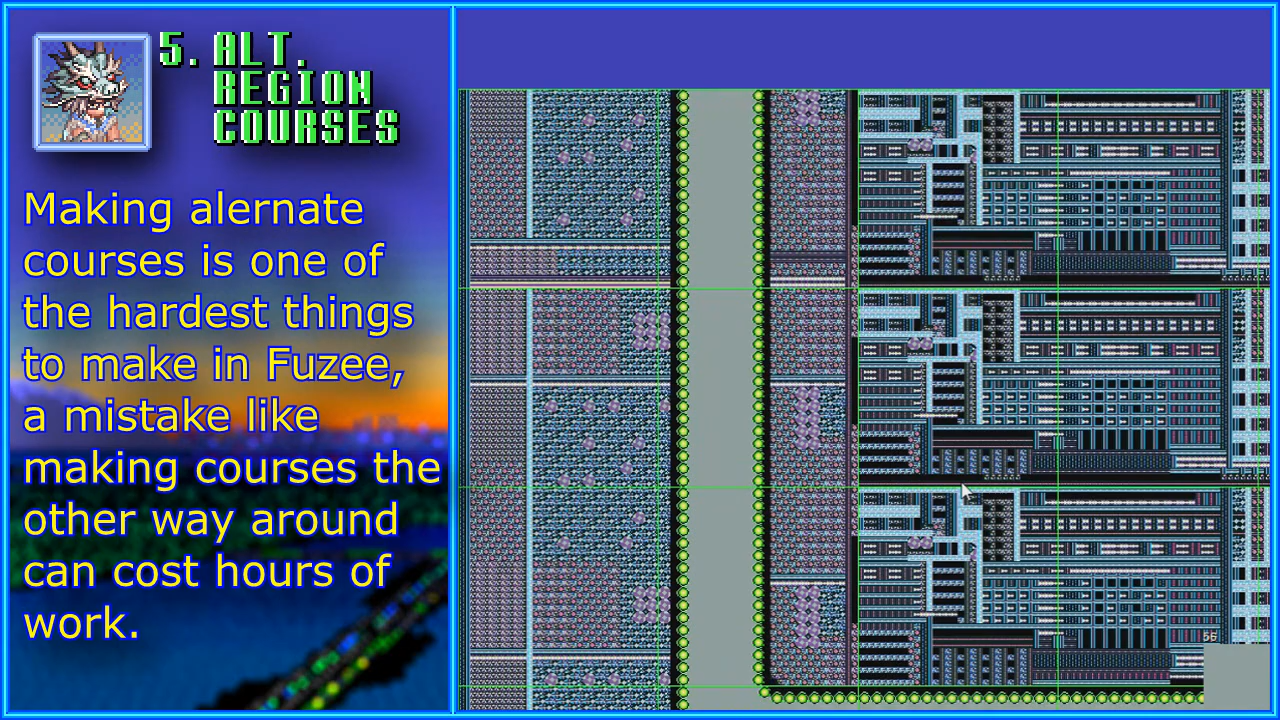 5. ALT.
REGION
COURSES
Making alernate
courses is one of
the hardest things
to make in Fuzee,
a mistake like
making courses the
other way around
can cost hours of
work.
56